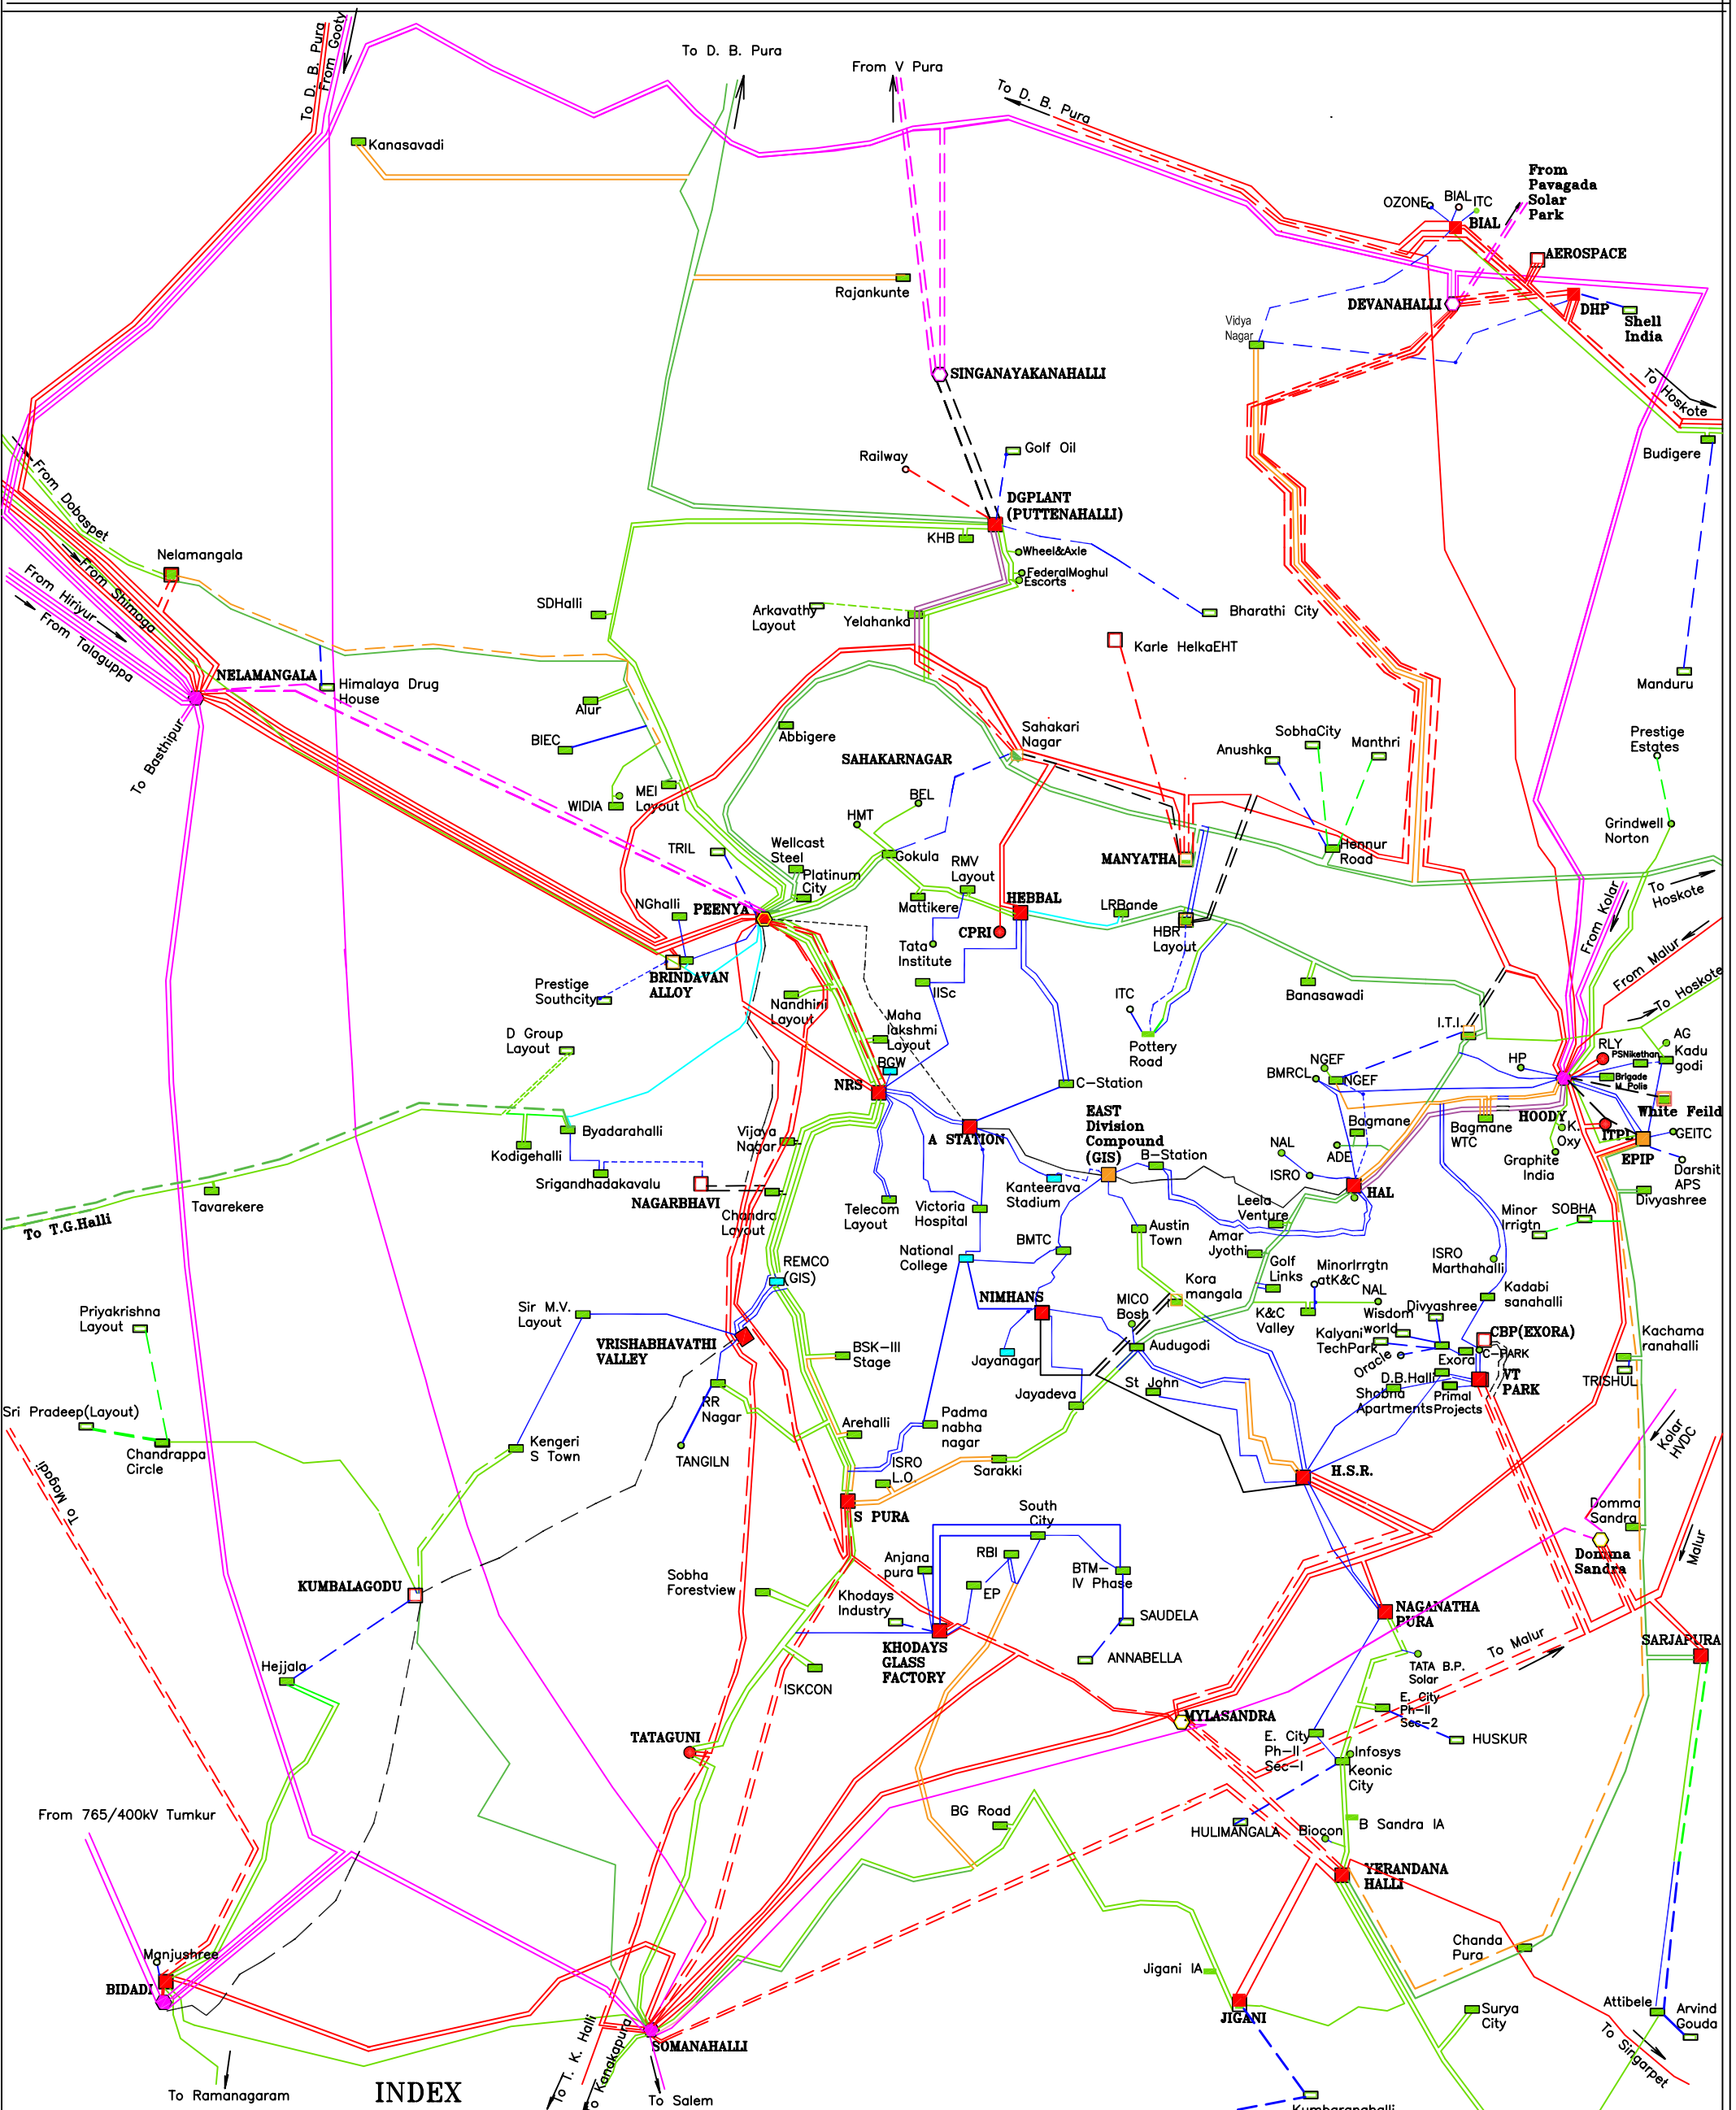 To D. B. Pura
From Gooty
To D. B. Pura
From V Pura
To D. B. Pura
Kanasavadi
From
Pavagada
Solar
Park
OZONE
BIAL
ITC
BIAL
AEROSPACE
Rajankunte
DEVANAHALLI
DHP
Shell
India
Vidya
Nagar
SINGANAYAKANAHALLI
To Hoskote
Budigere
Railway
Golf Oil
DGPLANT
(PUTTENAHALLI)
From Dobaspet
KHB
Wheel&Axle
FederalMoghul
Escorts
Nelamangala
From Shimoga
From Hiriyur
From Talaguppa
SDHalli
Arkavathy
Layout
Yelahanka
Bharathi City
Karle HelkaEHT
NELAMANGALA
Himalaya Drug
House
Manduru
Alur
BIEC
Abbigere
Sahakari
Nagar
SAHAKARNAGAR
SobhaCity
Anushka
Manthri
Prestige
Estates
To Basthipur
MEI
Layout
WIDIA
BEL
HMT
Grindwell
Norton
TRIL
Wellcast
Steel
Platinum
City
Gokula
RMV
Layout
MANYATHA
Hennur
Road
To
Hoskote
NGhalli
PEENYA
Mattikere
HEBBAL
LRBande
CPRI
HBR
Layout
From Kolar
From Malur
Tata
Institute
BRINDAVAN
ALLOY
Prestige
Southcity
Nandhini
Layout
IISc
ITC
Banasawadi
To Hoskote
D Group
Layout
Maha
lakshmi
Layout
BGW
Pottery
Road
I.T.I.
NGEF
BMRCL
NGEF
HP
RLY
AG
Kadu
godi
PSNikethan
Brigade
M_Polis
NRS
C-Station
HOODY
White Feild
EAST
Division
Compound
(GIS)
A STATION
Byadarahalli
Vijaya
Nagar
Kodigehalli
Bagmane
Bagmane
WTC
K.
Oxy
ITPL
GEITC
EPIP
NAL
ADE
ISRO
B-Station
Graphite
India
Darshit
APS
Srigandhadakavalu
NAGARBHAVI
Kanteerava
Stadium
HAL
Divyashree
Tavarekere
Chandra
Layout
Telecom
Layout
Victoria
Hospital
Leela
Venture
Minor
Irrigtn
SOBHA
To T.G.Halli
Austin
Town
Amar
Jyothi
National
College
BMTC
REMCO
(GIS)
Golf
Links
MinorIrrgtn
atK&C
ISRO
Marthahalli
Kora
mangala
NAL
Kadabi
sanahalli
NIMHANS
MICO
Bosh
K&C
Valley
Wisdom
world
Divyashree
Priyakrishna
Layout
Sir M.V.
Layout
VRISHABHAVATHI
VALLEY
BSK-III
Stage
Jayanagar
Audugodi
Kalyani
TechPark
Oracle
Exora
CBP(EXORA)
C-PARK
Kachama
ranahalli
TRISHUL
D.B.Halli
VT
PARK
St John
Jayadeva
Shobha
Apartments
Primal
Projects
RR
Nagar
Sri Pradeep(Layout)
Chandrappa
Circle
Arehalli
Padma
nabha
nagar
Kengeri
S Town
TANGILN
ISRO
L.O.
Sarakki
H.S.R.
Kolar
HVDC
To Magadi
S PURA
South
City
Domma
Sandra
RBI
Anjana
pura
BTM-
IV Phase
Domma
Sandra
Malur
KUMBALAGODU
Sobha
Forestview
EP
Khodays
Industry
SAUDELA
NAGANATHA
PURA
KHODAYS
GLASS
FACTORY
ANNABELLA
To Malur
SARJAPURA
Hejjala
ISKCON
TATA B.P.
Solar
E. City
Ph-II
Sec-2
TATAGUNI
MYLASANDRA
E. City
Ph-II
Sec-I
HUSKUR
Infosys
Keonic
City
From 765/400kV Tumkur
BG Road
HULIMANGALA
Biocon
B Sandra IA
YERANDANA
HALLI
Chanda
Pura
Manjushree
BIDADI
Jigani IA
JIGANI
Surya
City
Attibele
Arvind
Gouda
SOMANAHALLI
To Singarpet
To Ramanagaram
INDEX
To T. K. Halli
To Kanakapura
To Salem
Kumbaranahalli